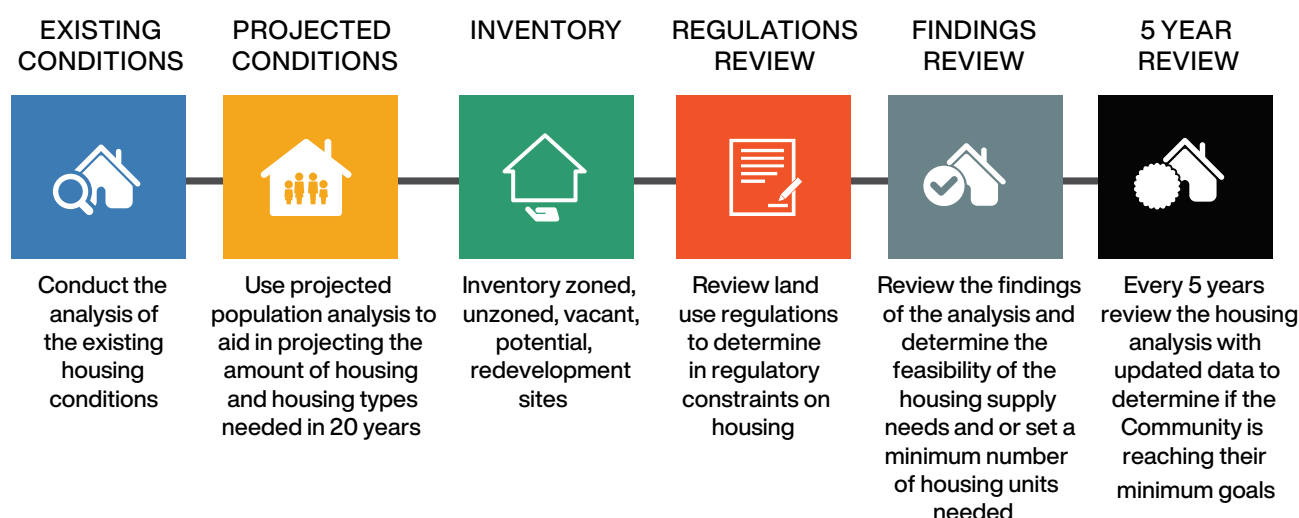 EXISTING
CONDITIONS
PROJECTED
CONDITIONS
INVENTORY
REGULATIONS
REVIEW
FINDINGS
REVIEW
5 YEAR
REVIEW
Conduct the
analysis of
the existing
housing
conditions
Use projected
population analysis to
aid in projecting the
amount of housing
and housing types
needed in 20 years
Inventory zoned,
unzoned, vacant,
potential,
redevelopment
sites
Review land
use regulations
to determine
in regulatory
constraints on
housing
Review the findings
of the analysis and
determine the
feasibility of the
housing supply
needs and or set a
minimum number
of housing units
needed
Every 5 years
review the housing
analysis with
updated data to
determine if the
Community is
reaching their
minimum goals